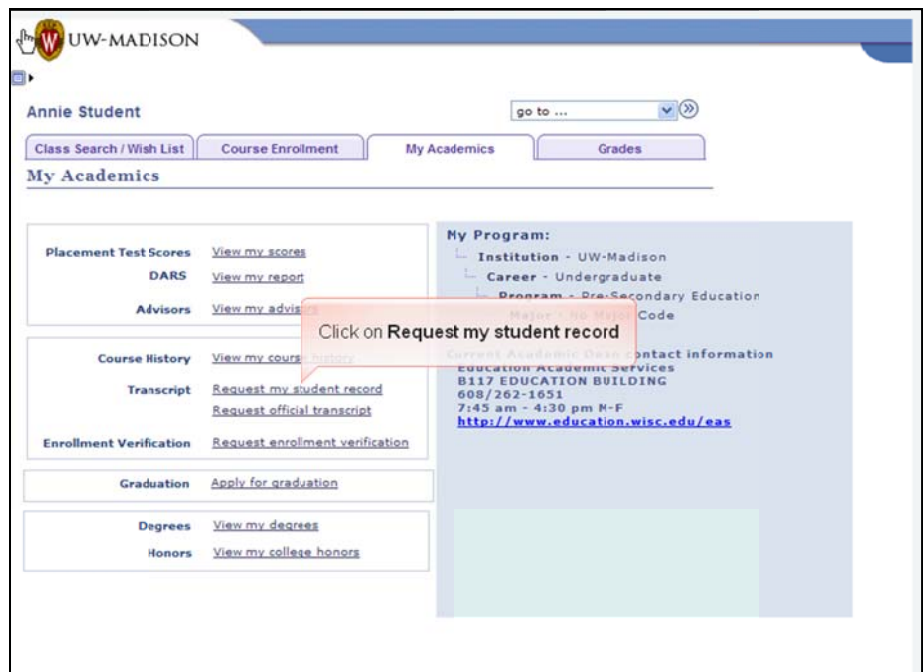 UW-MADISON
Annie Student
go to ...
Class Search / Wish List
Course Enrollment
My Academics
Grades
My Academics
Placement Test Scores View my scores
DARS View my report
Advisors View my advisors
Course History View my course history
Transcript Request my student record
Request official transcript
Enrollment Verification Request enrollment verification
Graduation Apply for graduation
Degrees View my degrees
Honors View my college honors
Click on Request my student record
My Program:
Institution - UW-Madison
Career - Undergraduate
Program - Pre-Secondary Education
Major - No Major Code
Current Academic Dean contact information
Education Academic Services
B117 EDUCATION BUILDING
608/262-1651
7:45 am - 4:30 pm M-F
http://www.education.wisc.edu/eas